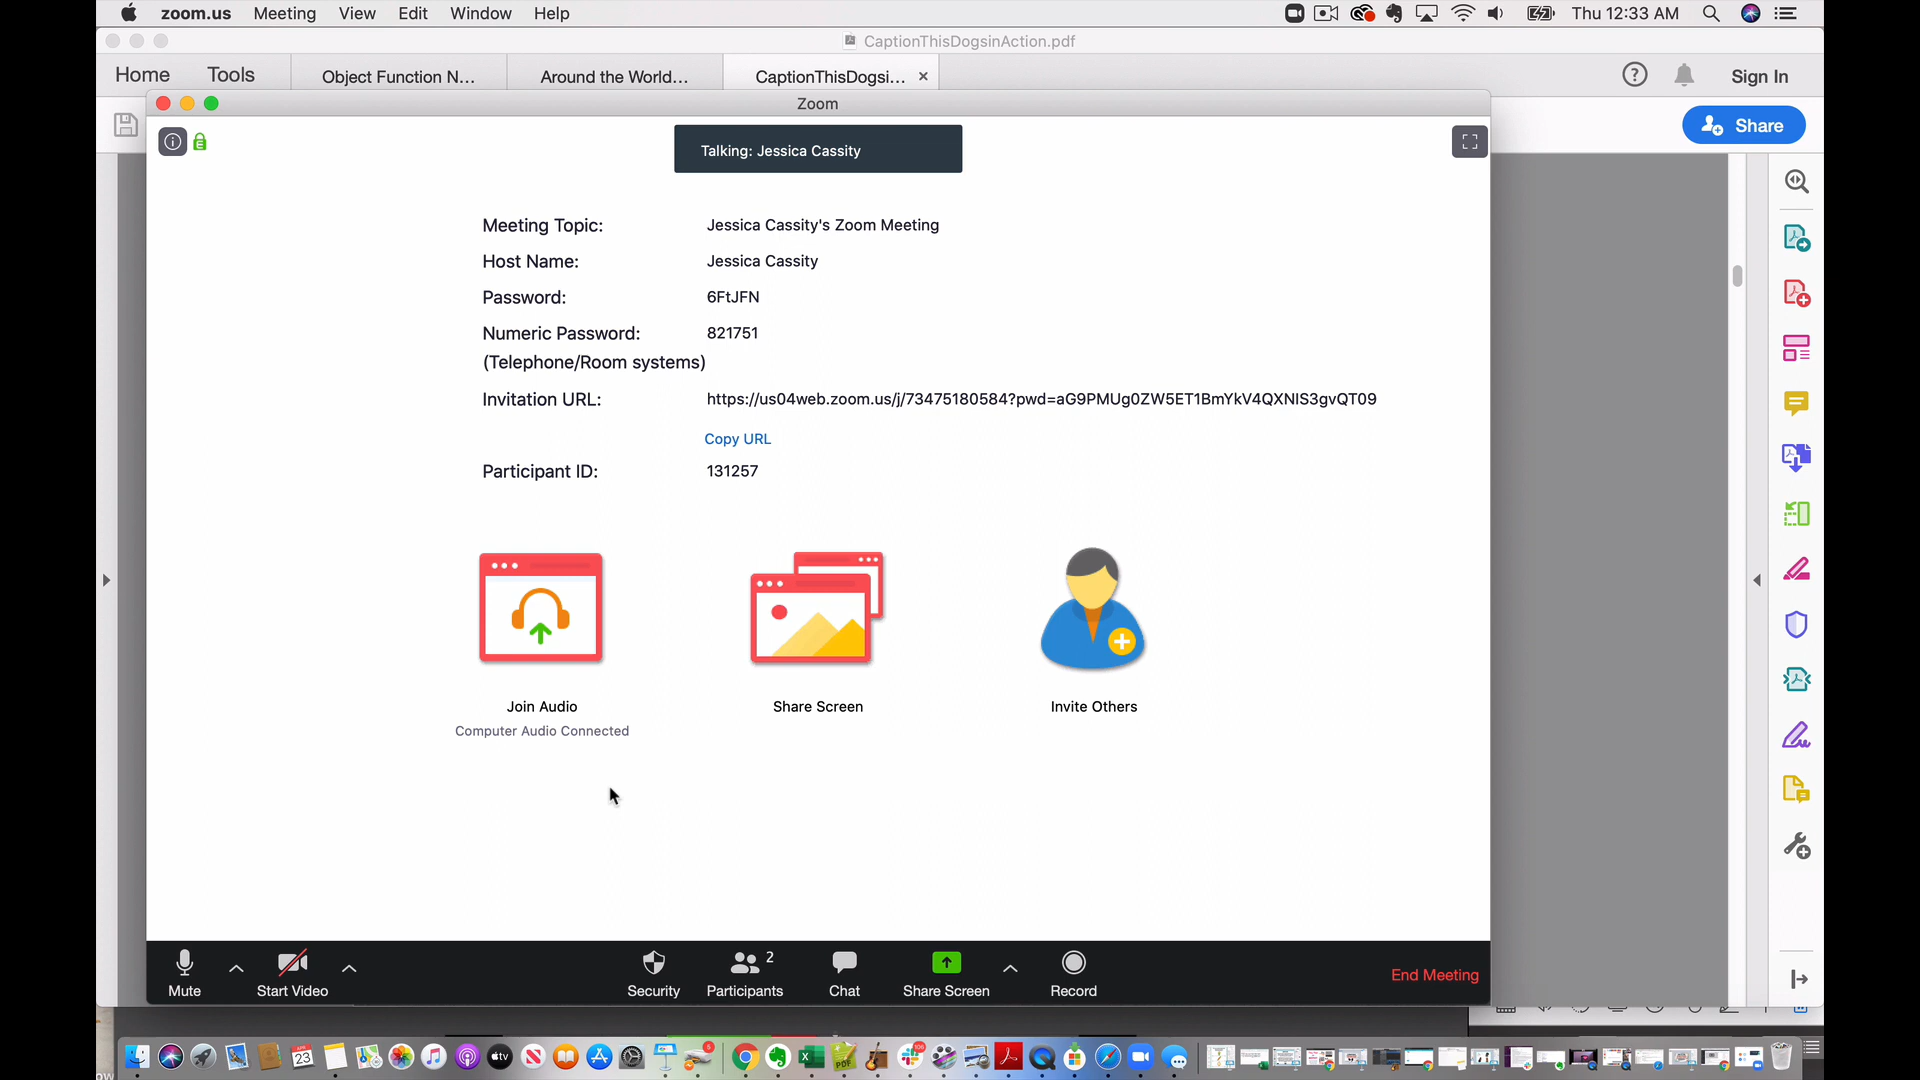 zoom.us Meeting View Edit Window Help Thu 12:33 AM
CaptionThisDogsinAction.pdf
Home Tools Object Function N... Around the World... CaptionThisDogsi... × Sign In
Share
Zoom
Talking: Jessica Cassity
Meeting Topic: Jessica Cassity's Zoom Meeting
Host Name: Jessica Cassity
Password: 6FtJFN
Numeric Password: 821751
(Telephone/Room systems)
Invitation URL: https://us04web.zoom.us/j/73475180584?pwd=aG9PMUg0ZW5ET1BmYkV4QXNIS3gvQT09
Copy URL
Participant ID: 131257
Join Audio Share Screen Invite Others
Computer Audio Connected
2
Mute Start Video Security Participants Chat Share Screen Record End Meeting